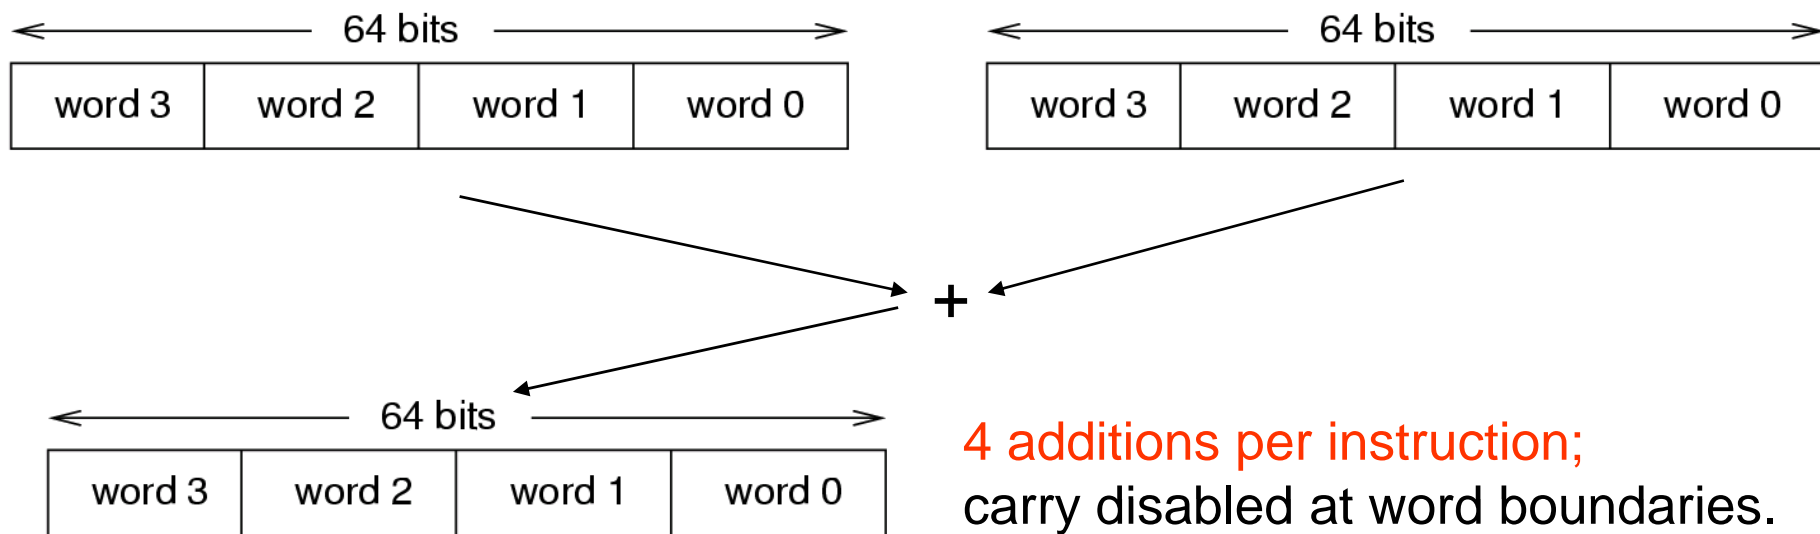 64 bits 64 bits
word 3 word 2 word 1 word 0 word 3 word 2 word 1 word 0
+
64 bits
word 3 word 2 word 1 word 0
4 additions per instruction;
carry disabled at word boundaries.